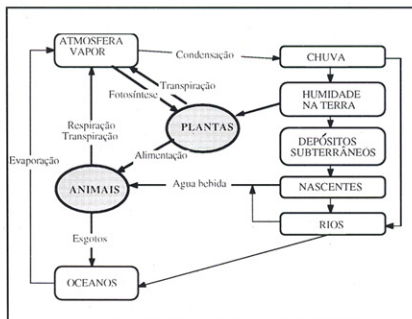 ATMOSFERA
VAPOR
Condensação
CHUVA
Transpiração
Fotosíntese
HUMIDADE
NA TERRA
Respiração
Transpiração
PLANTAS
DEPÓSITOS
SUBTERRÂNEOS
Evaporação
Alimentação
ANIMAIS
Agua bebida
NASCENTES
RIOS
Esgotos
OCEANOS